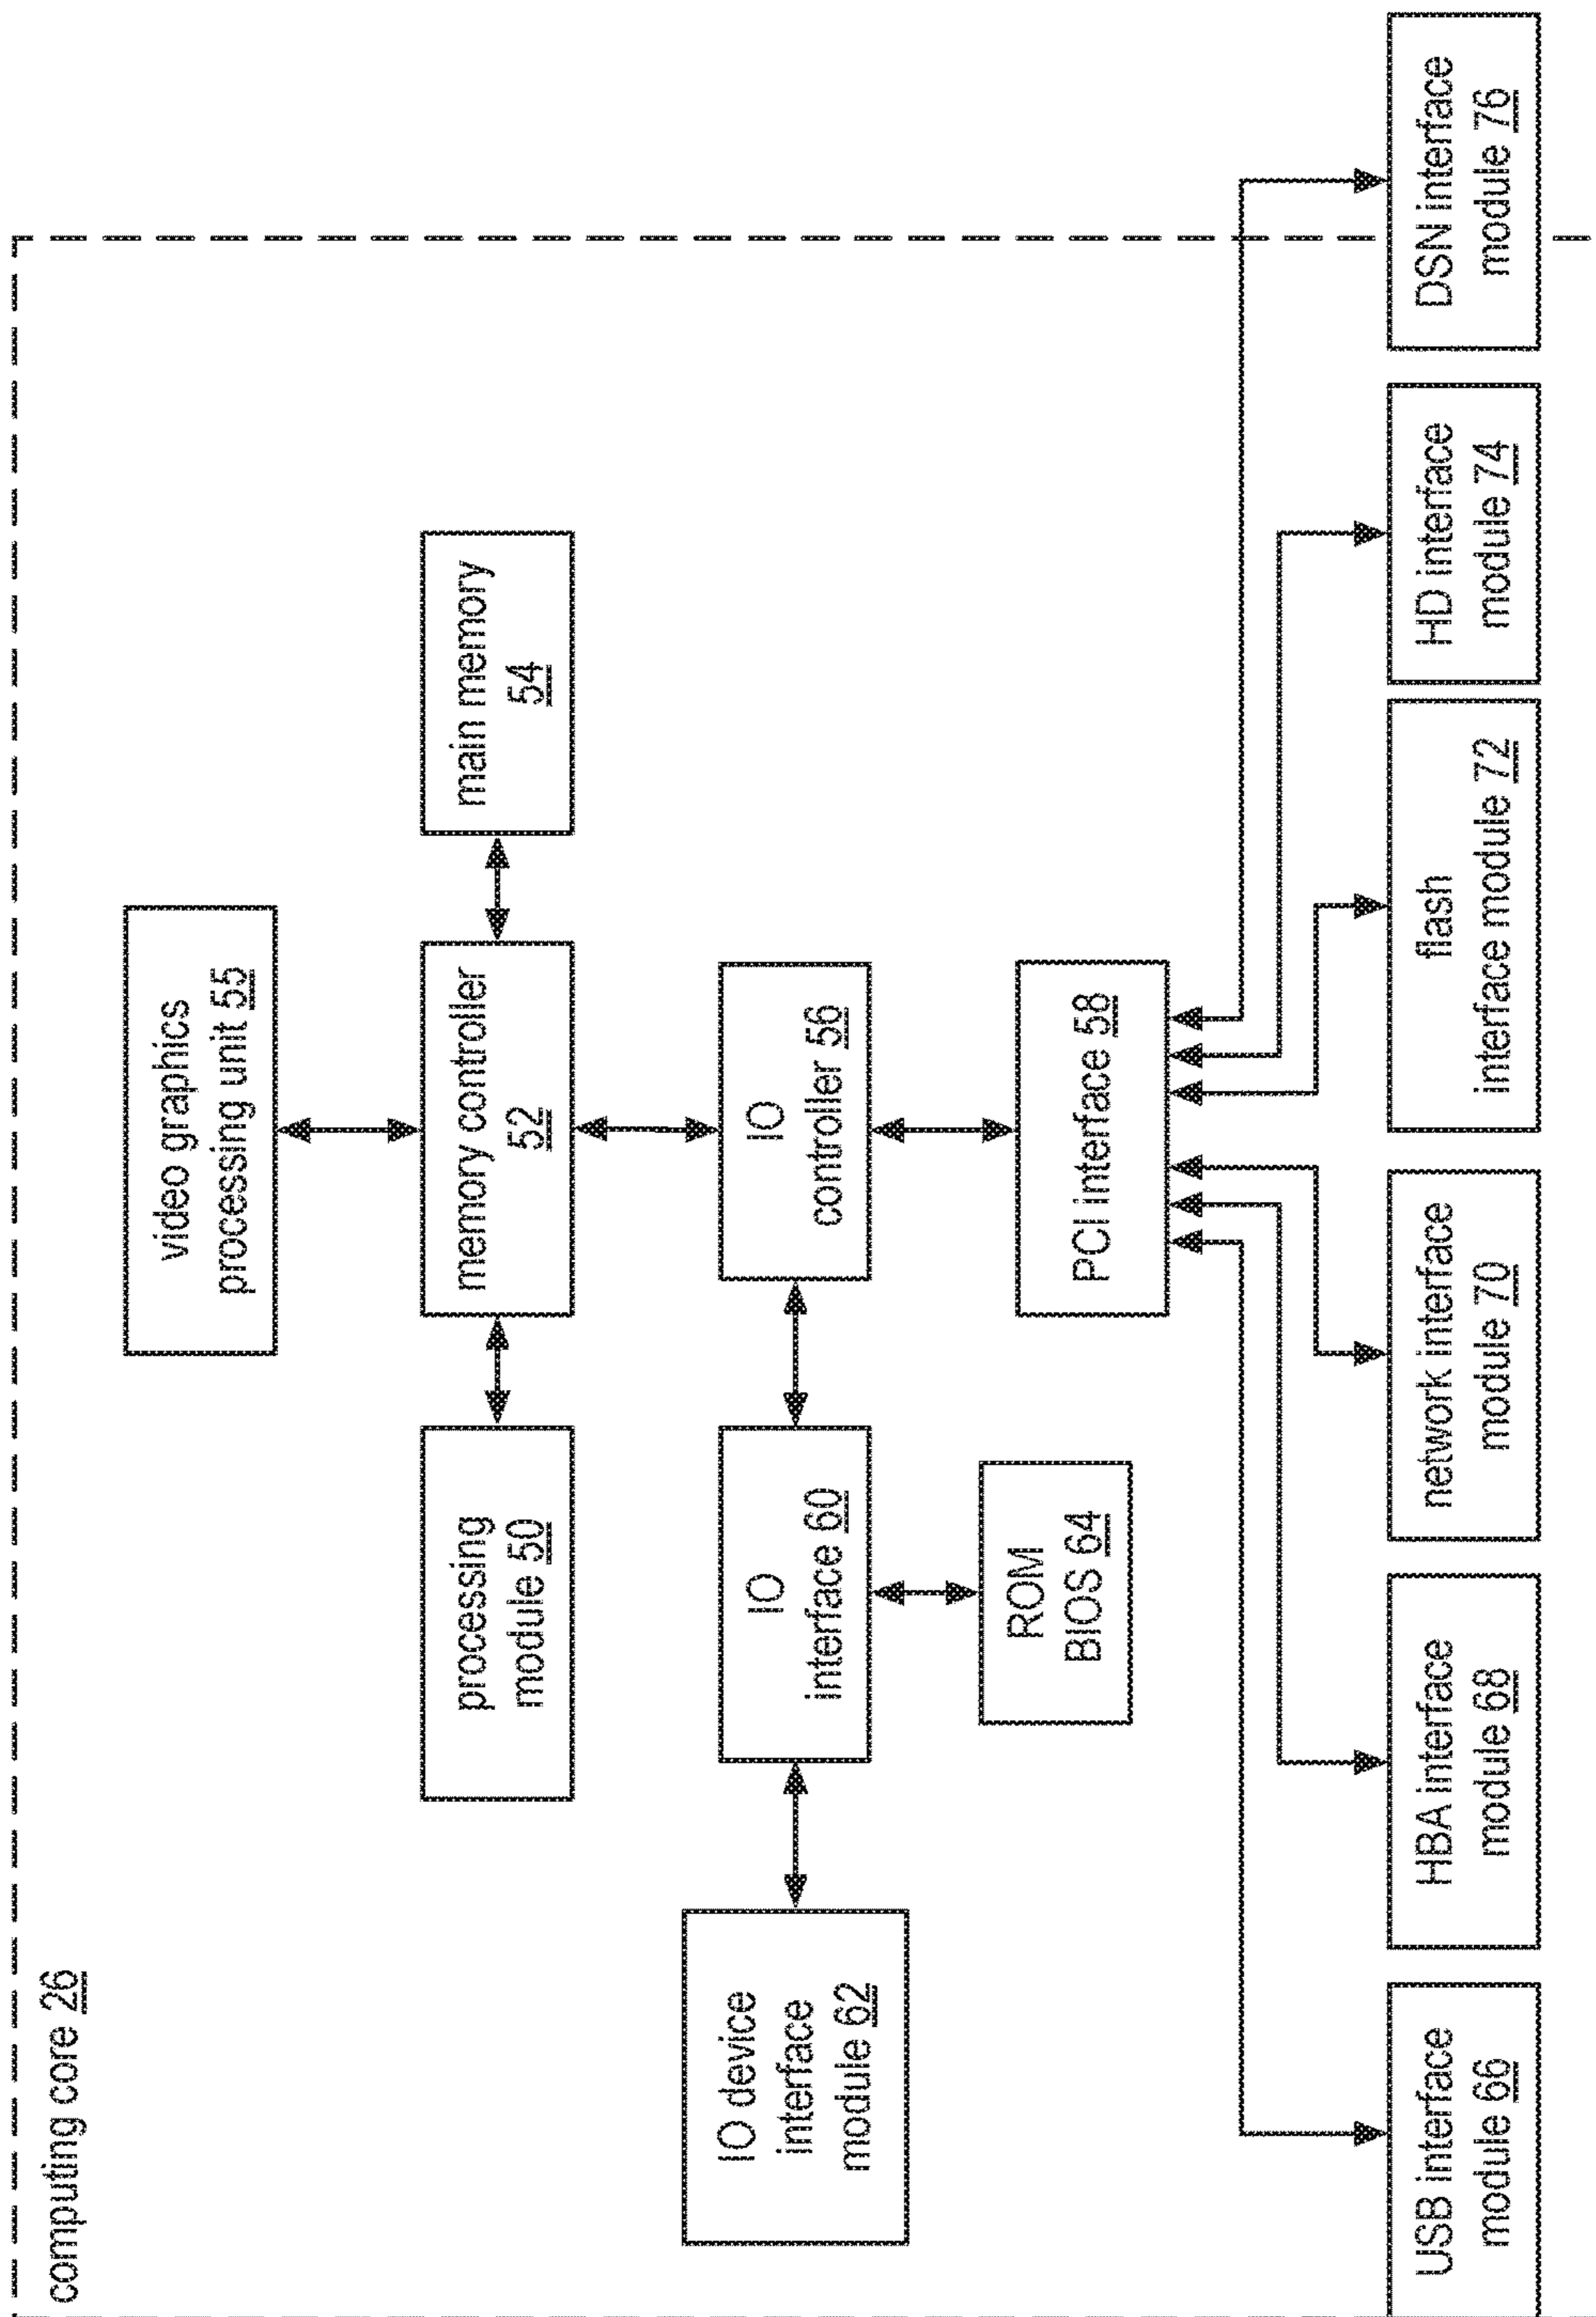 computing core 26
video graphics
processing unit 55
processing
module 50
memory controller
52
main memory
54
IO device
interface
module 62
IO
interface 60
IO
controller 56
ROM
BIOS 64
PCI interface 58
USB interface
module 66
HBA interface
module 68
network interface
module 70
flash
interface module 72
HD interface
module 74
DSN interface
module 76